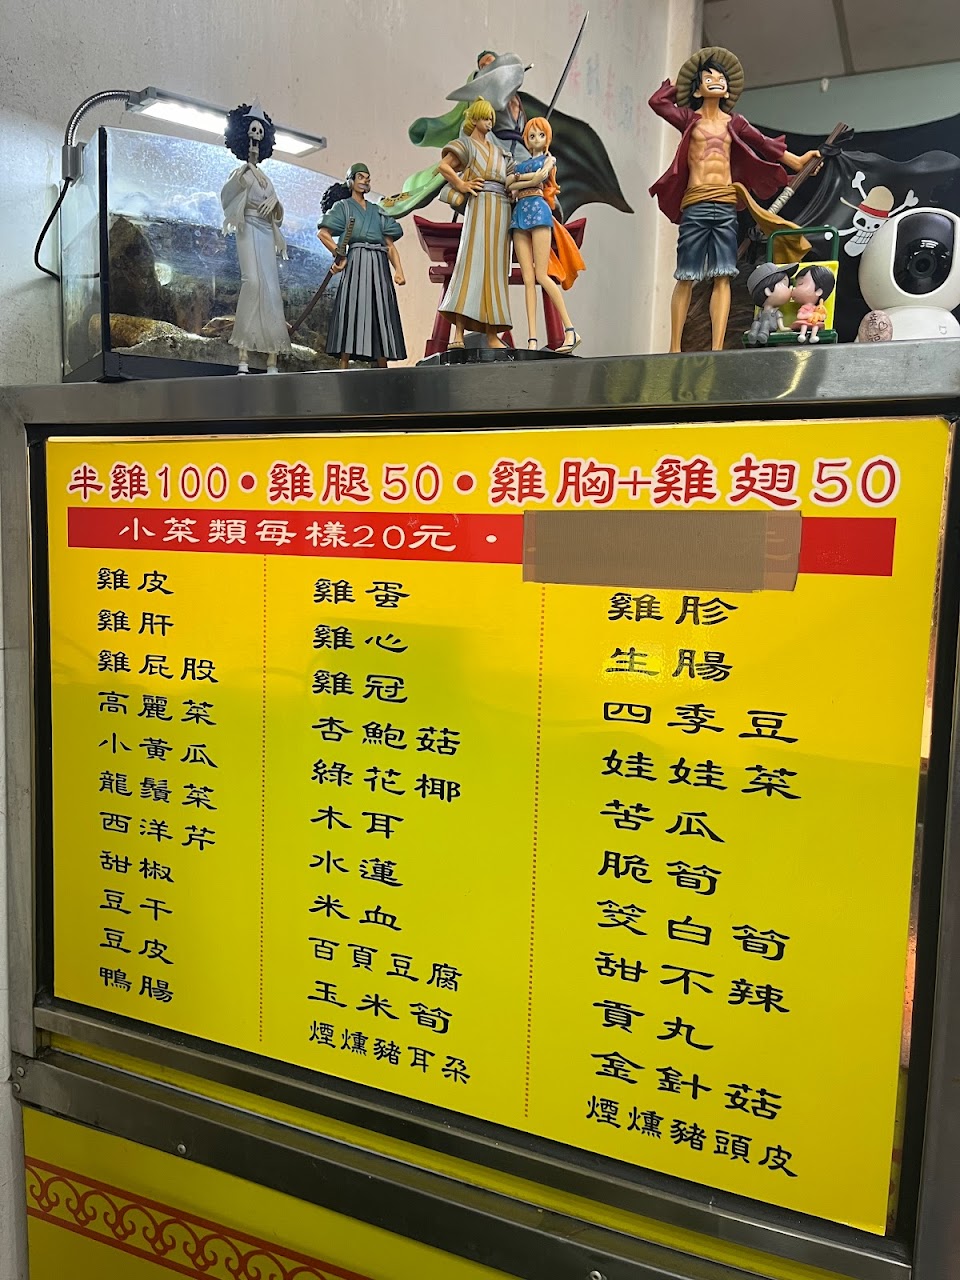 半雞100•雞腿50•雞胸+雞翅50
小菜類每樣20元•
雞皮
雞肝
雞屁股
高麗菜
小黃瓜
龍鬚菜
西洋芹
甜椒
豆干
豆皮
鴨腸
雞蛋
雞心
雞冠
杏鮑菇
綠花椰
木耳
水蓮
米血
百頁豆腐
玉米筍
煙燻豬耳朵
雞胗
生腸
四季豆
娃娃菜
苦瓜
脆筍
筊白筍
甜不辣
貢丸
金針菇
煙燻豬頭皮